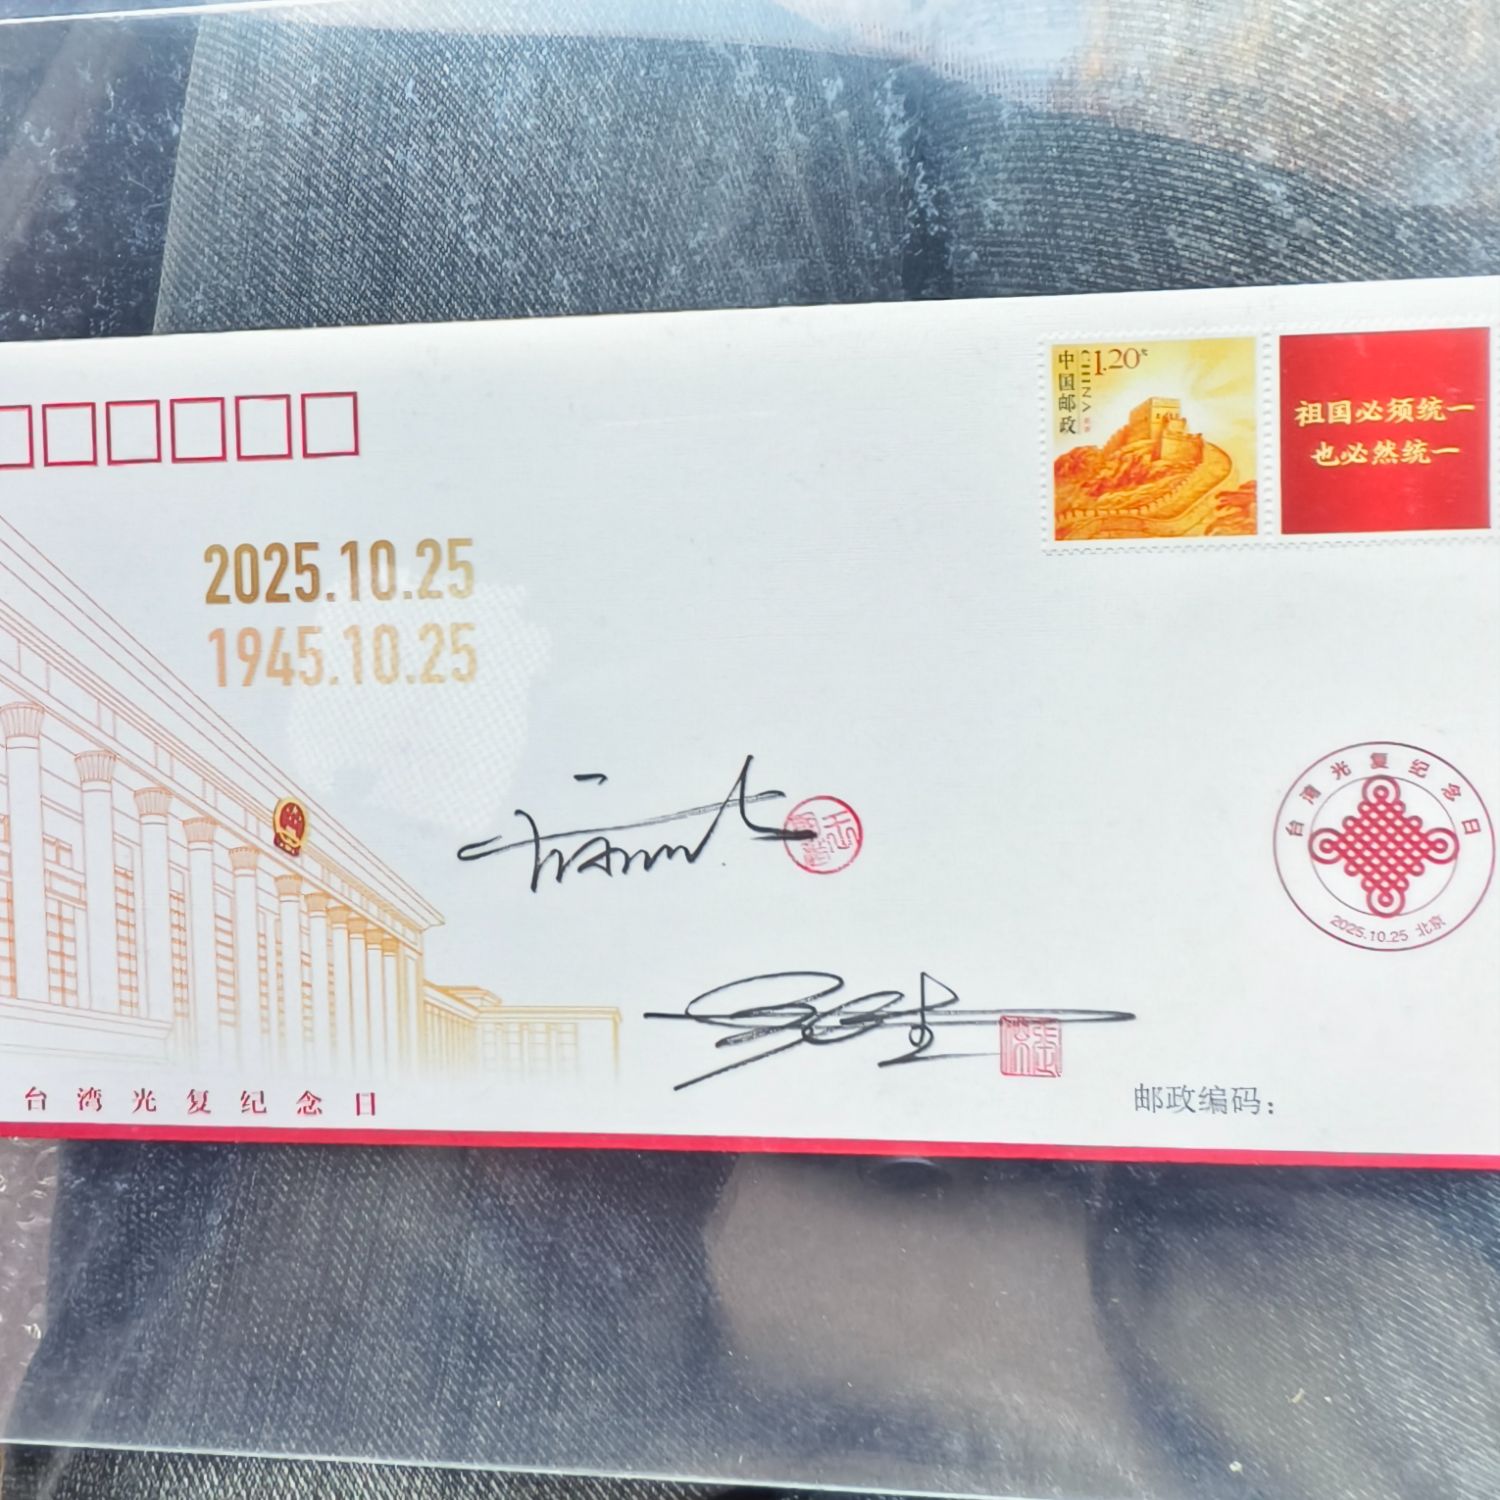 中国邮政
CHINA
1.20元
祖国必须统一
也必然统一
2025.10.25
1945.10.25
台湾光复纪念日
2025.10.25 北京
台湾光复纪念日
邮政编码：